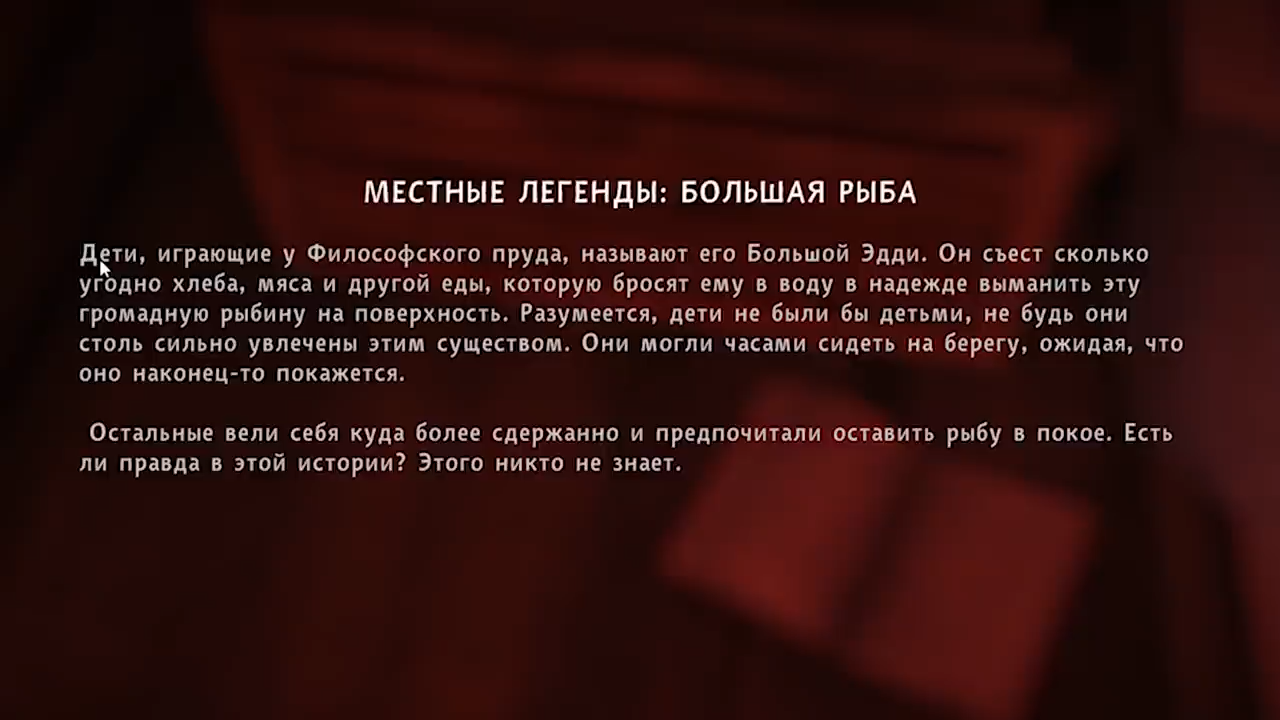 МЕСТНЫЕ ЛЕГЕНДЫ: БОЛЬШАЯ РЫБА
Дети, играющие у Философского пруда, называют его Большой Эдди. Он съест сколько
угодно хлеба, мяса и другой еды, которую бросят ему в воду в надежде выманить эту
громадную рыбину на поверхность. Разумеется, дети не были бы детьми, не будь они
столь сильно увлечены этим существом. Они могли часами сидеть на берегу, ожидая, что
оно наконец-то покажется.
Остальные вели себя куда более сдержанно и предпочитали оставить рыбу в покое. Есть
ли правда в этой истории? Этого никто не знает.